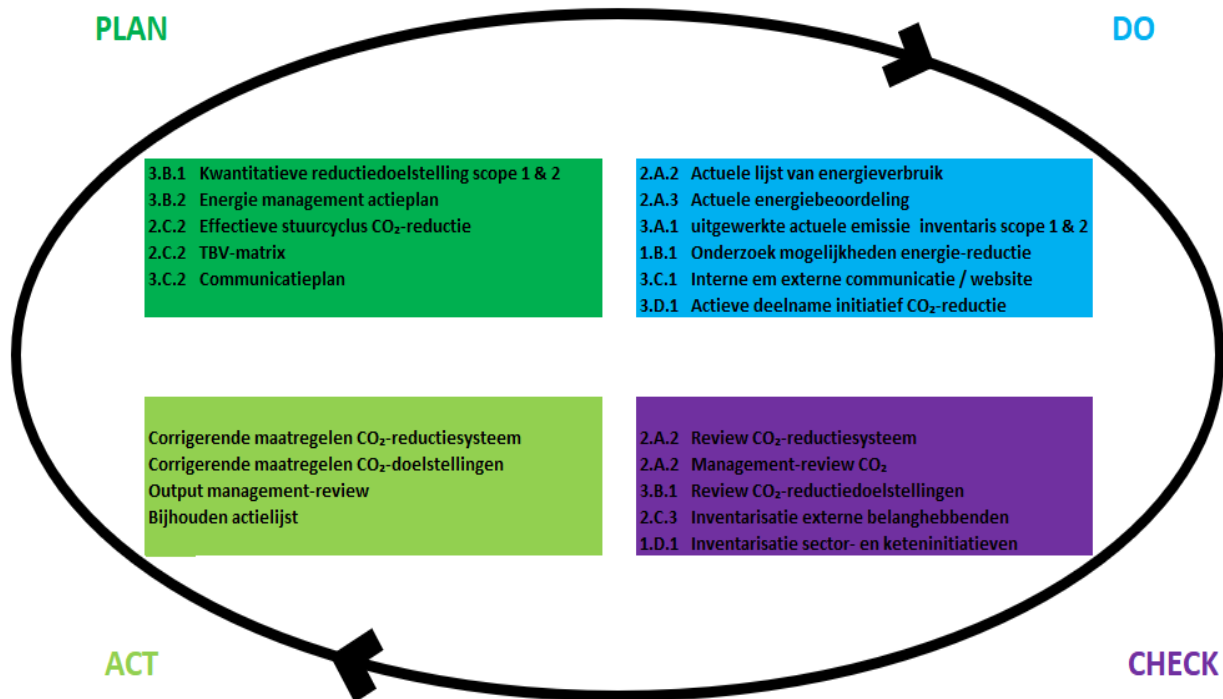 PLAN
DO
3.B.1 Kwantitatieve reductiedoelstelling scope 1 & 2
3.B.2 Energie management actieplan
2.C.2 Effectieve stuurcyclus CO₂-reductie
2.C.2 TBV-matrix
3.C.2 Communicatieplan
2.A.2 Actuele lijst van energieverbruik
2.A.3 Actuele energiebeoordeling
3.A.1 uitgewerkte actuele emissie inventaris scope 1 & 2
1.B.1 Onderzoek mogelijkheden energie-reductie
3.C.1 Interne em externe communicatie / website
3.D.1 Actieve deelname initiatief CO₂-reductie
Corrigerende maatregelen CO₂-reductiesysteem
Corrigerende maatregelen CO₂-doelstellingen
Output management-review
Bijhouden actielijst
2.A.2 Review CO₂-reductiesysteem
2.A.2 Management-review CO₂
3.B.1 Review CO₂-reductiedoelstellingen
2.C.3 Inventarisatie externe belanghebbenden
1.D.1 Inventarisatie sector- en keteninitiatieven
ACT
CHECK